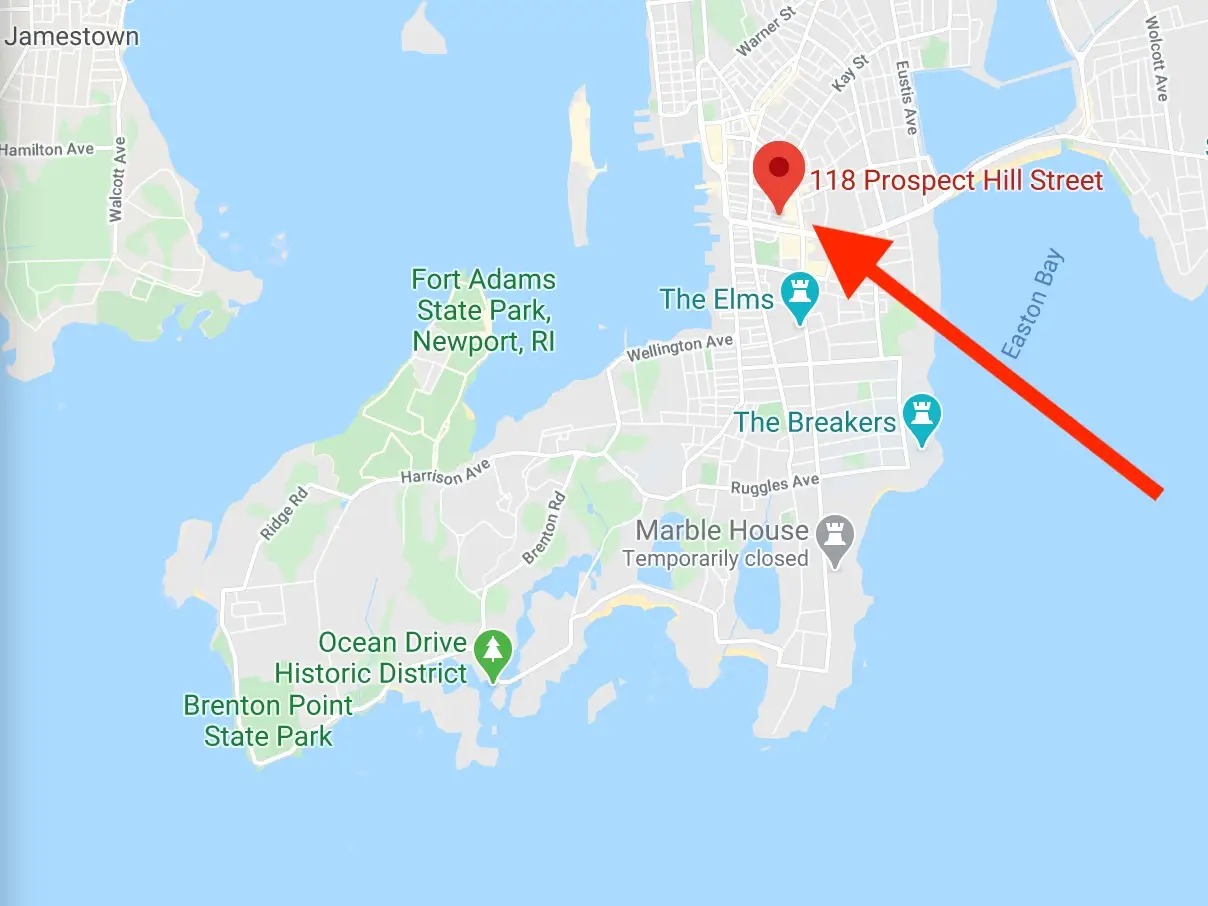 Jamestown
Warner St
Wolcott Ave
Kay St
Eustis Ave
Hamilton Ave
Walcott Ave
118 Prospect Hill Street
Fort Adams
State Park,
Newport, RI
The Elms
Easton Bay
Wellington Ave
The Breakers
Harrison Ave
Ruggles Ave
Ridge Rd
Brenton Rd
Marble House
Temporarily closed
Ocean Drive
Historic District
Brenton Point
State Park